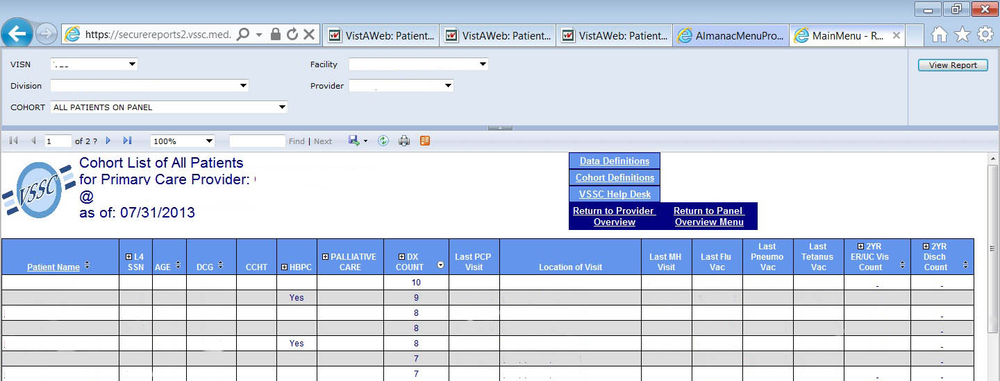 https://securereports2.vssc.med.
VistAWeb: Patient...
VistAWeb: Patient...
VistAWeb: Patient...
AlmanacMenuPro...
MainMenu - R...
VISN
Facility
View Report
Division
Provider
COHORT ALL PATIENTS ON PANEL
1 of 2 ? 100% Find | Next
VSSC
Cohort List of All Patients
for Primary Care Provider:
@
as of: 07/31/2013
Data Definitions
Cohort Definitions
VSSC Help Desk
Return to Provider
Overview
Return to Panel
Overview Menu
Patient Name
L4
SSN
AGE
DCG
CCHT
HBPC
PALLIATIVE
CARE
DX
COUNT
Last PCP
Visit
Location of Visit
Last MH
Visit
Last Flu
Vac
Last
Pneumo
Vac
Last
Tetanus
Vac
2YR
ER/UC Vis
Count
2YR
Disch
Count
10
Yes 9
8
8
Yes 8
7
7